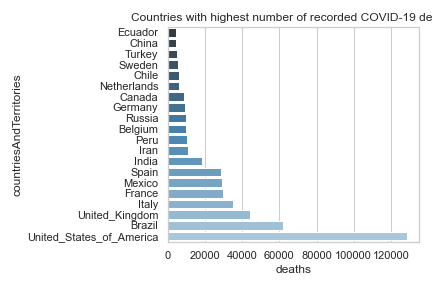 Countries with highest number of recorded COVID-19 de
Ecuador
China
Turkey
Sweden
Chile
Netherlands
Canada
Germany
Russia
Belgium
Peru
Iran
India
Spain
Mexico
France
Italy
United_Kingdom
Brazil
United_States_of_America
countriesAndTerritories
0 20000 40000 60000 80000 100000 120000
deaths